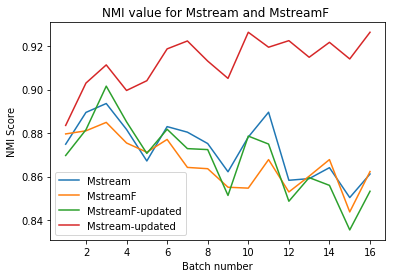 NMI value for Mstream and MstreamF
NMI Score
0.92
0.90
0.88
0.86
0.84
Mstream
MstreamF
MstreamF-updated
Mstream-updated
2 4 6 8 10 12 14 16
Batch number